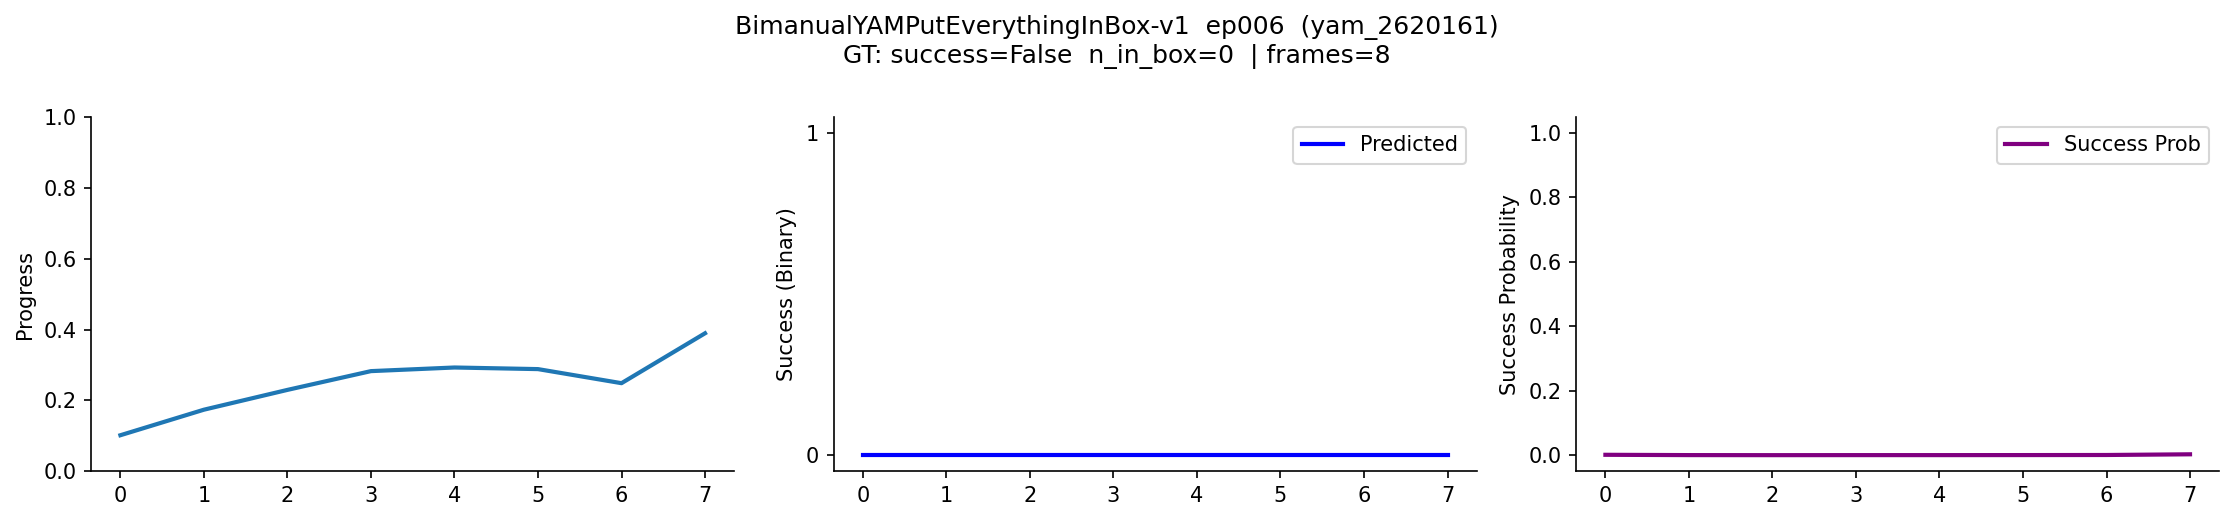 BimanualYAMPutEverythingInBox-v1  ep006  (yam_2620161)
GT: success=False  n_in_box=0  | frames=8
Progress
1.0
0.8
0.6
0.4
0.2
0.0
0 1 2 3 4 5 6 7
Success (Binary)
1
0
Predicted
0 1 2 3 4 5 6 7
Success Probability
1.0
0.8
0.6
0.4
0.2
0.0
Success Prob
0 1 2 3 4 5 6 7